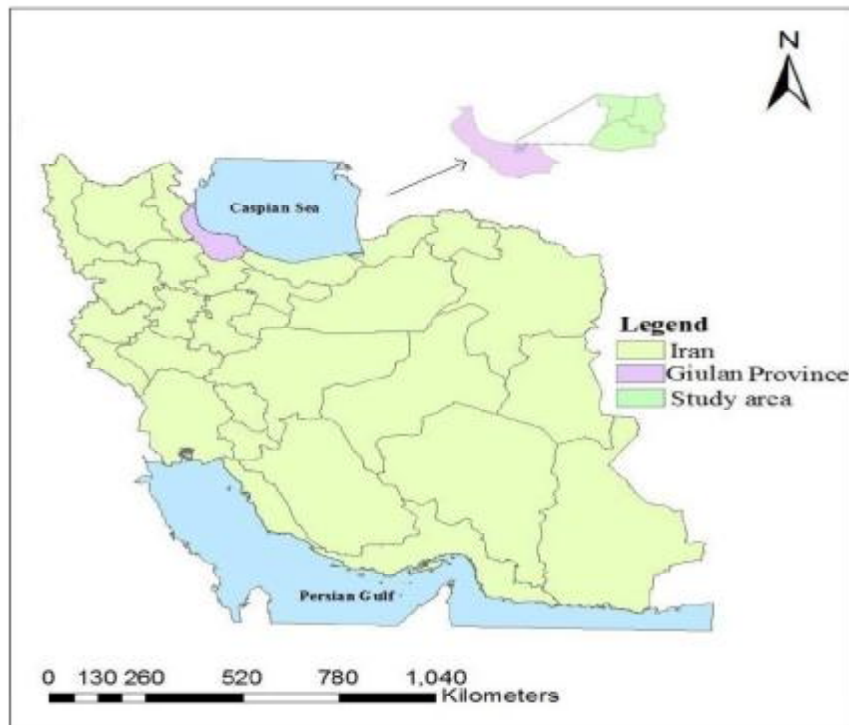 N
Caspian Sea
Legend
Iran
Giulan Province
Study area
Persian Gulf
0 130 260 520 780 1,040
Kilometers